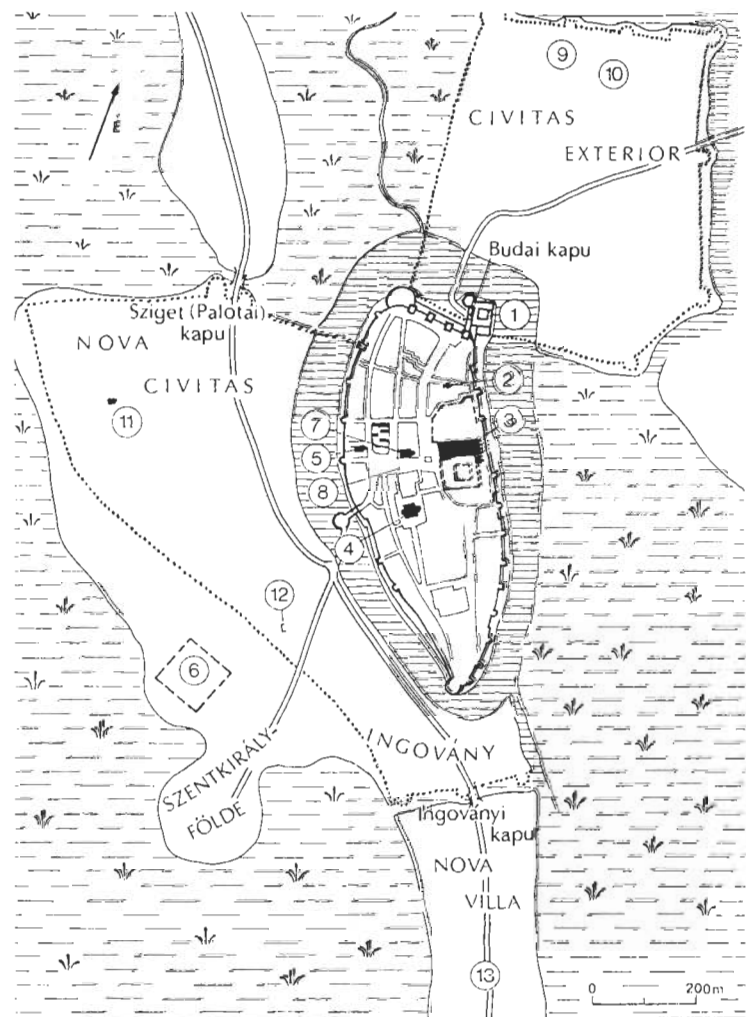 9
10
CIVITAS
EXTERIOR
É
Budai kapu
1
Sziget (Palotai)
kapu
NOVA
CIVITAS
2
11
7
3
5
8
4
12
6
INGOVÁNY
SZENTKIRÁLY
FÖLDE
Ingoványi
kapu
NOVA
VILLA
13
0 200m